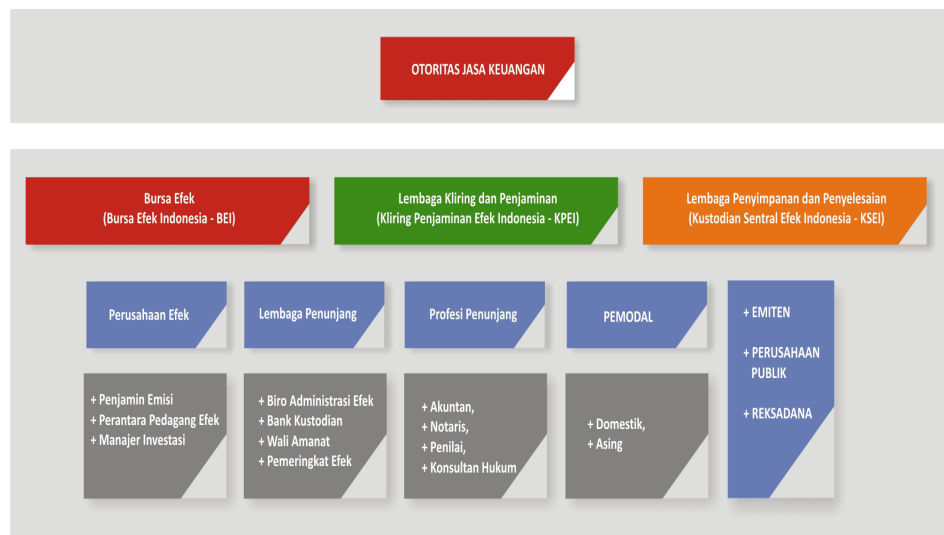 OTORITAS JASA KEUANGAN
Bursa Efek
(Bursa Efek Indonesia - BEI)
Lembaga Kliring dan Penjaminan
(Kliring Penjaminan Efek Indonesia - KPEI)
Lembaga Penyimpanan dan Penyelesaian
(Kustodian Sentral Efek Indonesia - KSEI)
Perusahaan Efek
+ Penjamin Emisi
+ Perantara Pedagang Efek
+ Manajer Investasi
Lembaga Penunjang
+ Biro Administrasi Efek
+ Bank Kustodian
+ Wali Amanat
+ Pemeringkat Efek
Profesi Penunjang
+ Akuntan,
+ Notaris,
+ Penilai,
+ Konsultan Hukum
PEMODAL
+ Domestik,
+ Asing
+ EMITEN
+ PERUSAHAAN
PUBLIK
+ REKSADANA